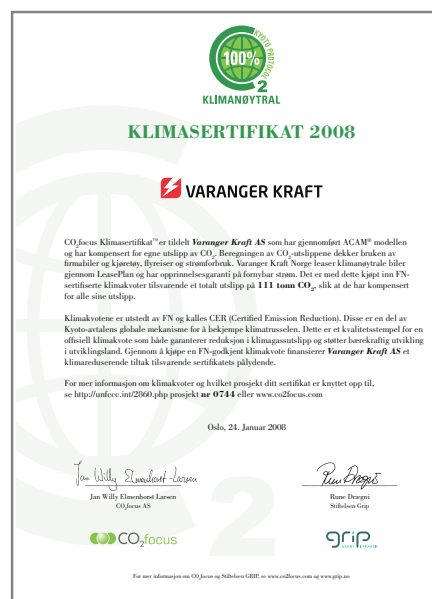 KYOTO PROTOCOL
100%
2
KLIMANØYTRAL
KLIMASERTIFIKAT 2008
VARANGER KRAFT
CO2focus Klimasertifikat™ er tildelt Varanger Kraft AS som har gjennomført ACAM® modellen
og har kompensert for egne utslipp av CO2. Beregningen av CO2-utslippene dekker bruken av
firmabiler og kjøretøy, flyreiser og strømforbruk. Varanger Kraft Norge leaser klimanøytrale biler
gjennom LeasePlan og har opprinnelsesgaranti på fornybar strøm. Det er med dette kjøpt inn FN-
sertifiserte klimakvoter tilsvarende et totalt utslipp på 111 tonn CO2, slik at de har kompensert
for alle sine utslipp.
Klimakvotene er utstedt av FN og kalles CER (Certified Emission Reduction). Disse er en del av
Kyoto-avtalens globale mekanisme for å bekjempe klimatrusselen. Dette er et kvalitetsstempel for en
offisiell klimakvote som både garanterer reduksjon i klimagassutslipp og støtter bærekraftig utvikling
i utviklingsland. Gjennom å kjøpe en FN-godkjent klimakvote finansierer Varanger Kraft AS et
klimareduserende tiltak tilsvarende sertifikatets pålydende.
For mer informasjon om klimakvoter og hvilket prosjekt ditt sertifikat er knyttet opp til,
se http://unfccc.int/2860.php prosjekt nr 0744 eller www.co2focus.com
Oslo, 24. Januar 2008
Jan Willy Elmenhorst-Larsen
Rune Drægni
Jan Willy Elmenhorst Larsen
Rune Drægni
CO2focus AS
Stiftelsen Grip
CO2focus
grip
2
For mer informasjon om CO2focus og Stiftelsen GRIP, se www.co2focus.com og www.grip.no